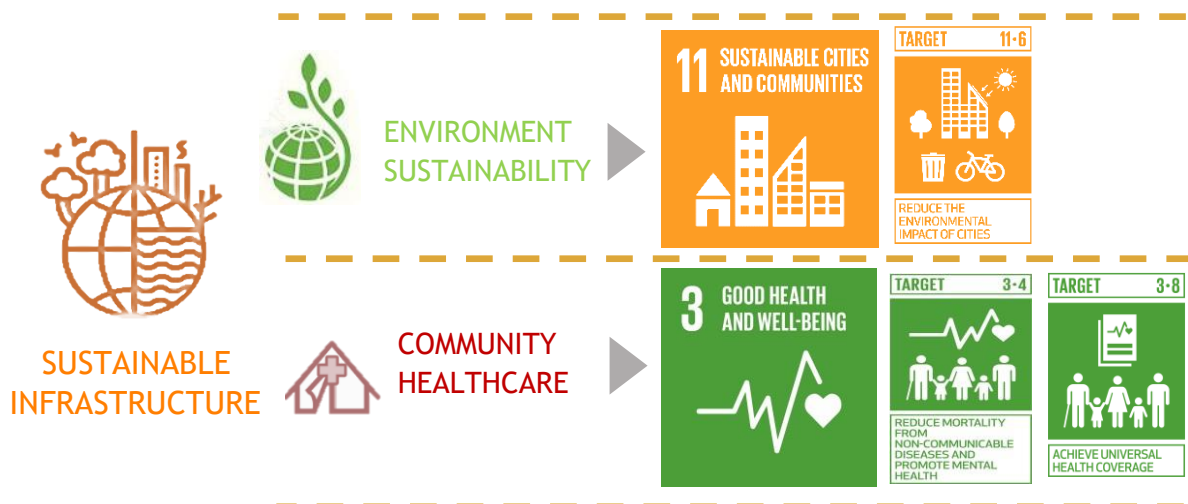 SUSTAINABLE
INFRASTRUCTURE
ENVIRONMENT
SUSTAINABILITY
11 SUSTAINABLE CITIES
AND COMMUNITIES
TARGET 11·6
REDUCE THE
ENVIRONMENTAL
IMPACT OF CITIES
COMMUNITY
HEALTHCARE
3 GOOD HEALTH
AND WELL-BEING
TARGET 3·4
REDUCE MORTALITY
FROM
NON-COMMUNICABLE
DISEASES AND
PROMOTE MENTAL
HEALTH
TARGET 3·8
ACHIEVE UNIVERSAL
HEALTH COVERAGE